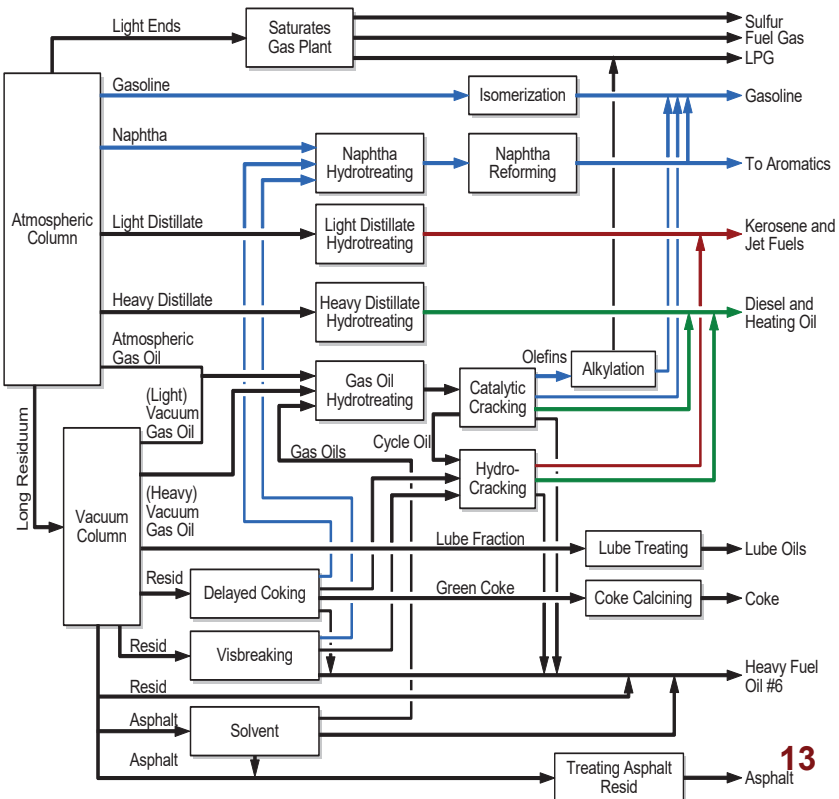 Light Ends
Saturates
Gas Plant
Sulfur
Fuel Gas
LPG
Gasoline
Isomerization
Gasoline
Naphtha
Naphtha
Hydrotreating
Naphtha
Reforming
To Aromatics
Atmospheric
Column
Light Distillate
Light Distillate
Hydrotreating
Kerosene and
Jet Fuels
Heavy Distillate
Heavy Distillate
Hydrotreating
Diesel and
Heating Oil
Atmospheric
Gas Oil
Gas Oil
Hydrotreating
Olefins
Alkylation
Catalytic
Cracking
(Light)
Vacuum
Gas Oil
Gas Oils
Cycle Oil
Hydro-
Cracking
Long Residuum
Vacuum
Column
(Heavy)
Vacuum
Gas Oil
Lube Fraction
Lube Treating
Lube Oils
Resid
Delayed Coking
Green Coke
Coke Calcining
Coke
Resid
Visbreaking
Heavy Fuel
Oil #6
Resid
Asphalt
Solvent
Asphalt
Treating Asphalt
Resid
Asphalt
13